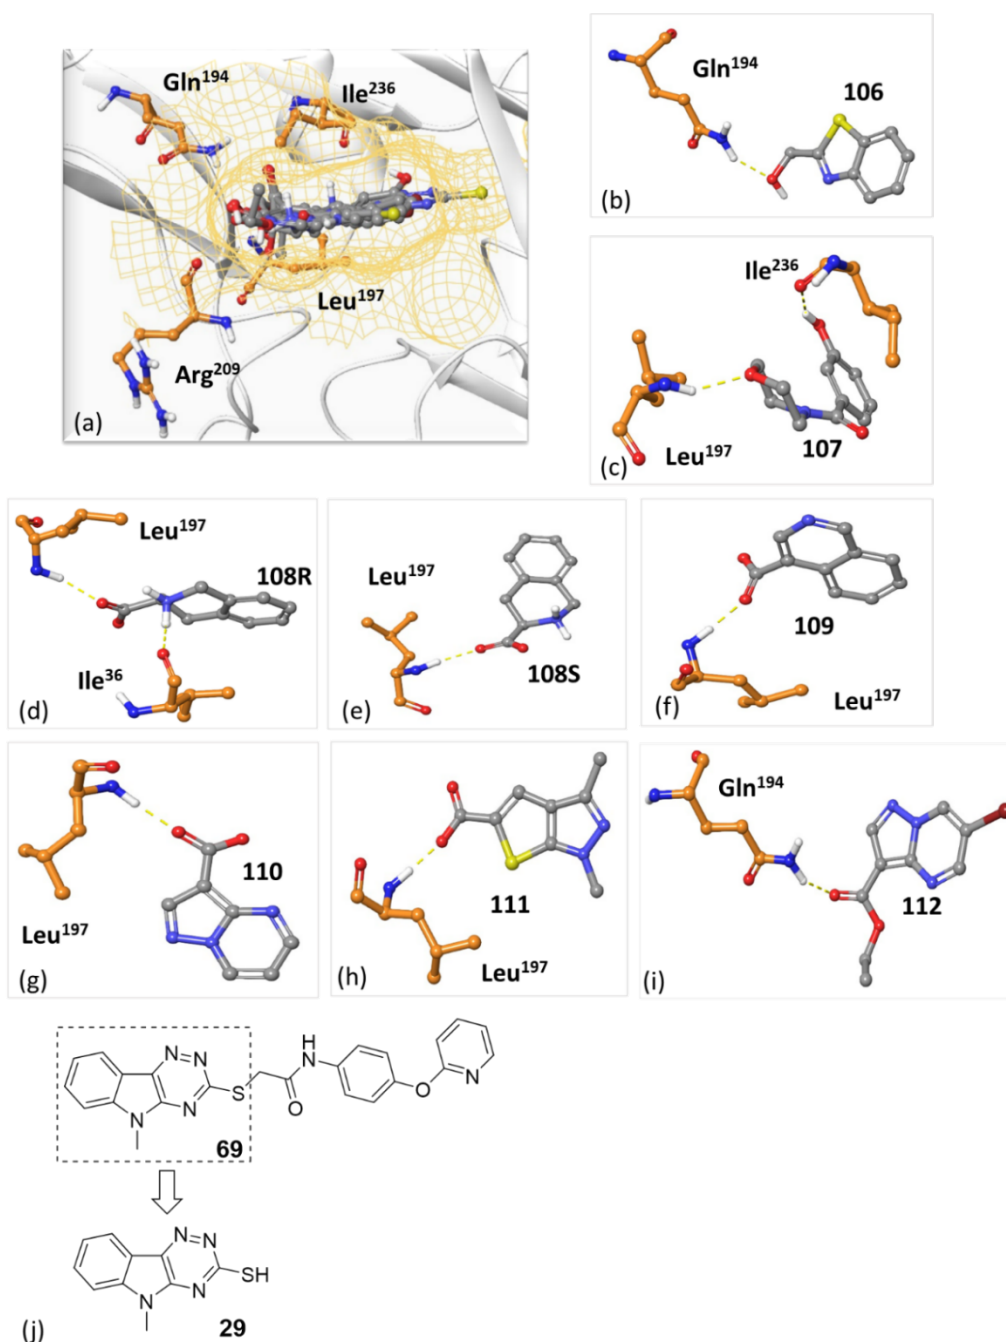 Gln¹⁹⁴
Ile²³⁶
Leu¹⁹⁷
Arg²⁰⁹
(a)
Gln¹⁹⁴
106
(b)
Ile²³⁶
Leu¹⁹⁷
107
(c)
Leu¹⁹⁷
108R
Ile³⁶
(d)
Leu¹⁹⁷
108S
(e)
109
Leu¹⁹⁷
(f)
110
Leu¹⁹⁷
(g)
111
Leu¹⁹⁷
(h)
Gln¹⁹⁴
112
(i)
N
N
N
N
S
O
H
N
O
N
69
N
N
N
N
SH
29
(j)